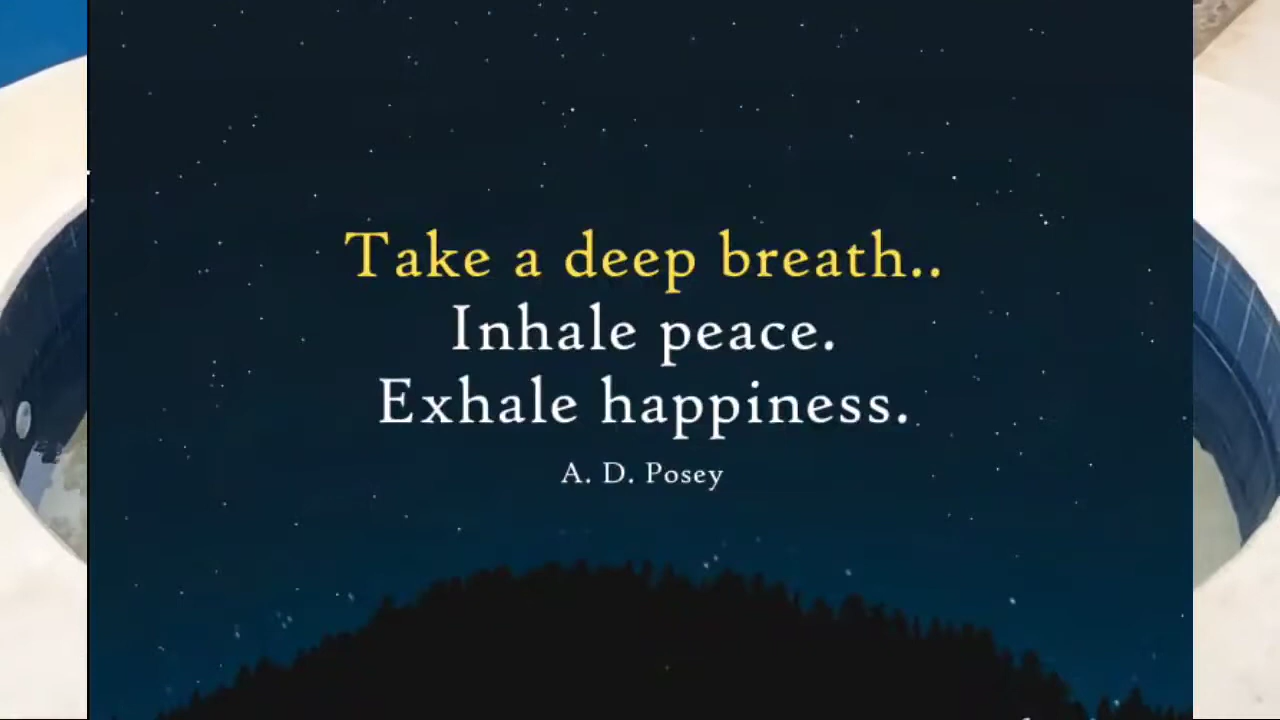 Take a deep breath..
Inhale peace.
Exhale happiness.
A. D. Posey